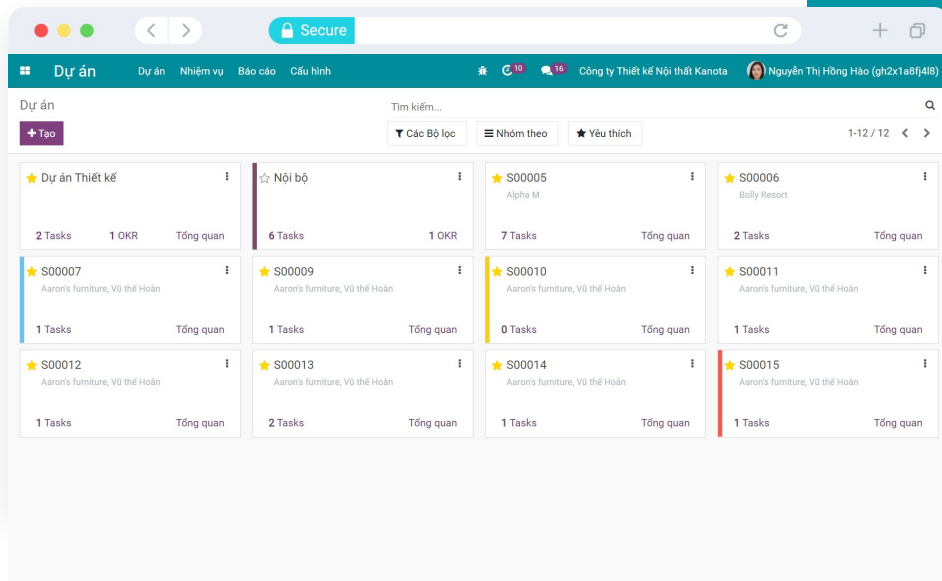 Secure
Dự án Dự án Nhiệm vụ Báo cáo Cấu hình 10 16 Công ty Thiết kế Nội thất Kanota Nguyễn Thị Hồng Hào (gh2x1a8fj4l8)
Dự án Tìm kiếm...
+Tạo Các Bộ lọc Nhóm theo Yêu thích 1-12 / 12
Dự án Thiết kế
2 Tasks 1 OKR Tổng quan
Nội bộ
6 Tasks 1 OKR
S00005
Alpha M
7 Tasks Tổng quan
S00006
Bolly Resort
2 Tasks Tổng quan
S00007
Aaron's furniture, Vũ thế Hoàn
1 Tasks Tổng quan
S00009
Aaron's furniture, Vũ thế Hoàn
1 Tasks Tổng quan
S00010
Aaron's furniture, Vũ thế Hoàn
0 Tasks Tổng quan
S00011
Aaron's furniture, Vũ thế Hoàn
1 Tasks Tổng quan
S00012
Aaron's furniture, Vũ thế Hoàn
1 Tasks Tổng quan
S00013
Aaron's furniture, Vũ thế Hoàn
2 Tasks Tổng quan
S00014
Aaron's furniture, Vũ thế Hoàn
1 Tasks Tổng quan
S00015
Aaron's furniture, Vũ thế Hoàn
1 Tasks Tổng quan